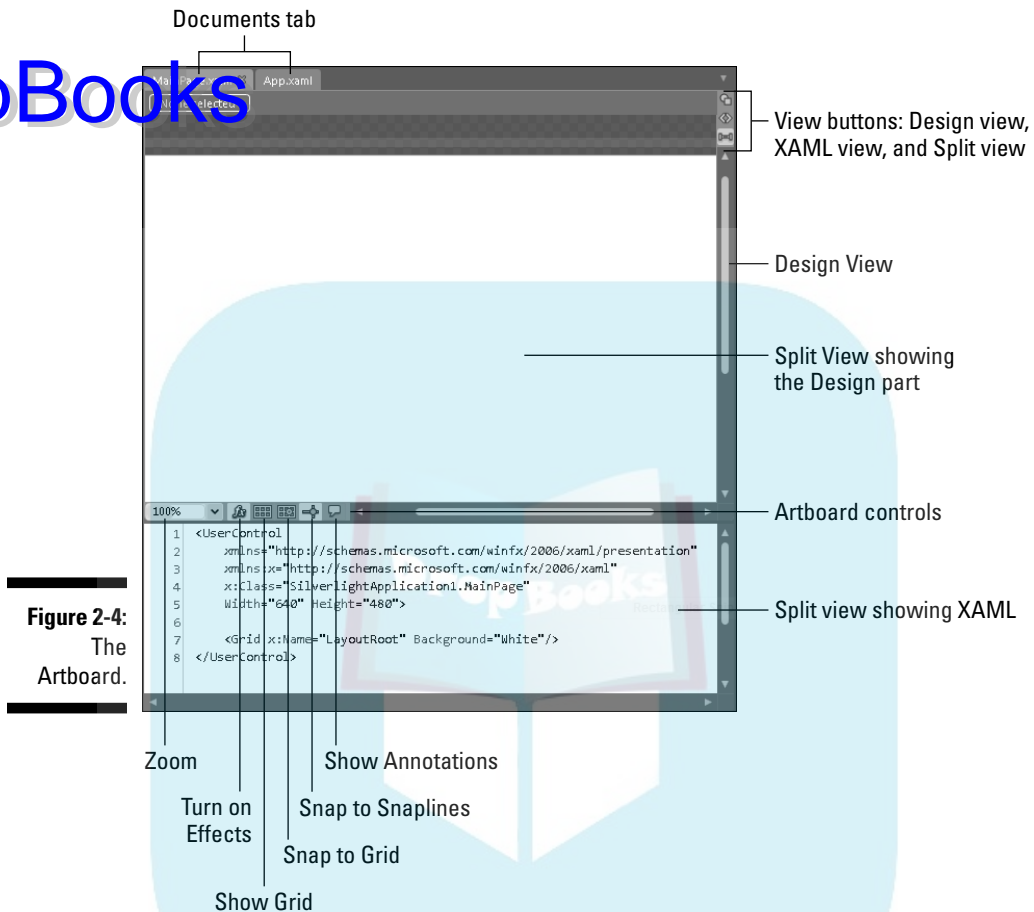 Documents tab
pBooks
App.xaml
View buttons: Design view,
XAML view, and Split view
Design View
Split View showing
the Design part
100%
Artboard controls
1 <UserControl
2 xmlns="http://schemas.microsoft.com/winfx/2006/xaml/presentation"
3 xmlns:x="http://schemas.microsoft.com/winfx/2006/xaml"
4 x:Class="SilverlightApplication1.MainPage"
5 Width="640" Height="480">
6
7 <Grid x:Name="LayoutRoot" Background="White"/>
8 </UserControl>
TopBooks
Split view showing XAML
Figure 2-4:
The
Artboard.
Zoom
Show Annotations
Turn on
Effects
Snap to Snaplines
Snap to Grid
Show Grid